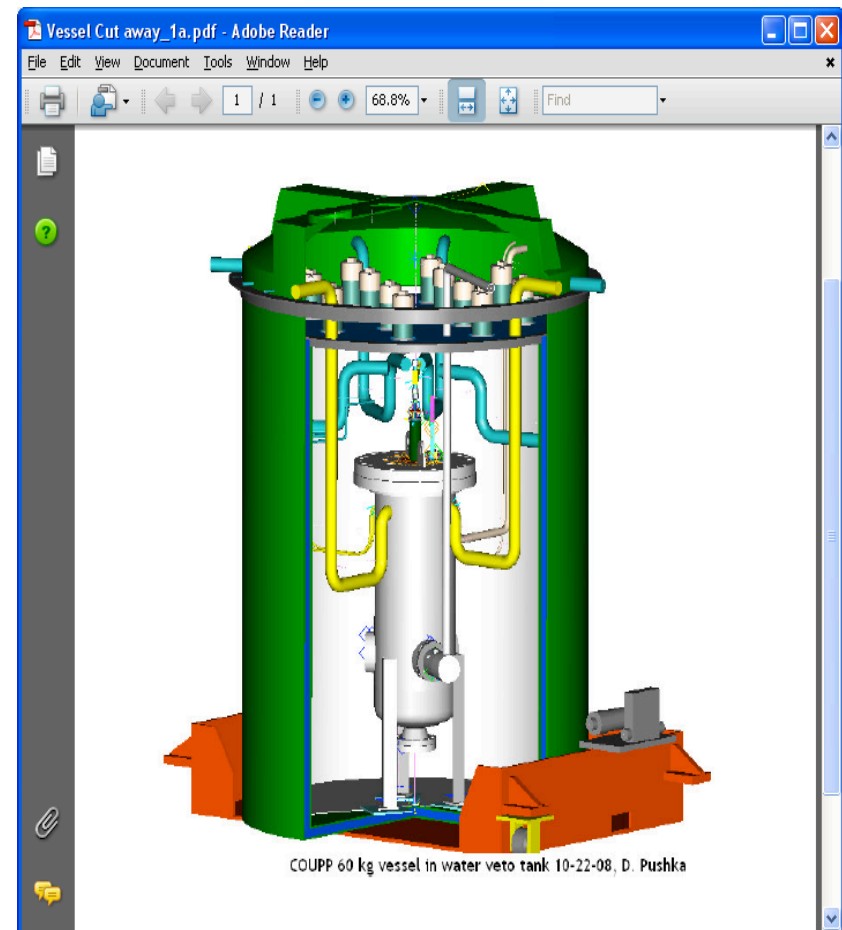 Vessel Cut away_1a.pdf - Adobe Reader
File Edit View Document Tools Window Help
1 / 1 68.8% Find
COUPP 60 kg vessel in water veto tank 10-22-08, D. Pushka